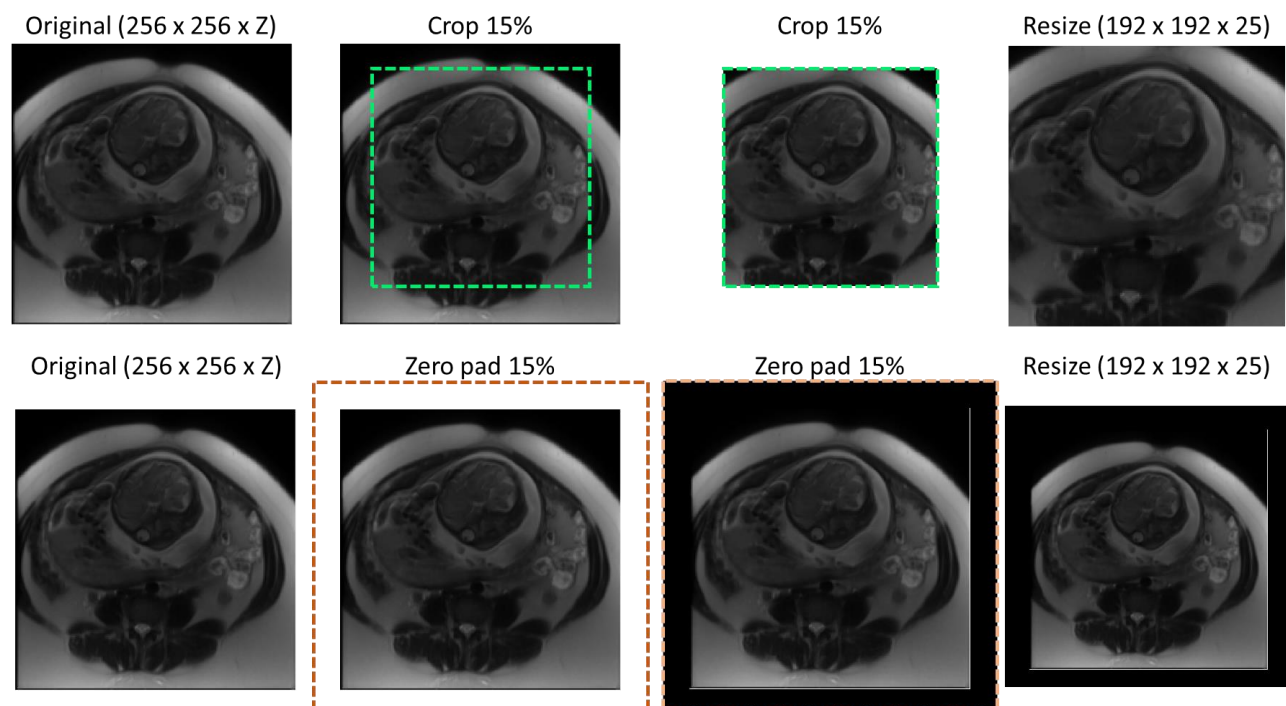 Original (256 x 256 x Z)
Crop 15%
Crop 15%
Resize (192 x 192 x 25)
Original (256 x 256 x Z)
Zero pad 15%
Zero pad 15%
Resize (192 x 192 x 25)